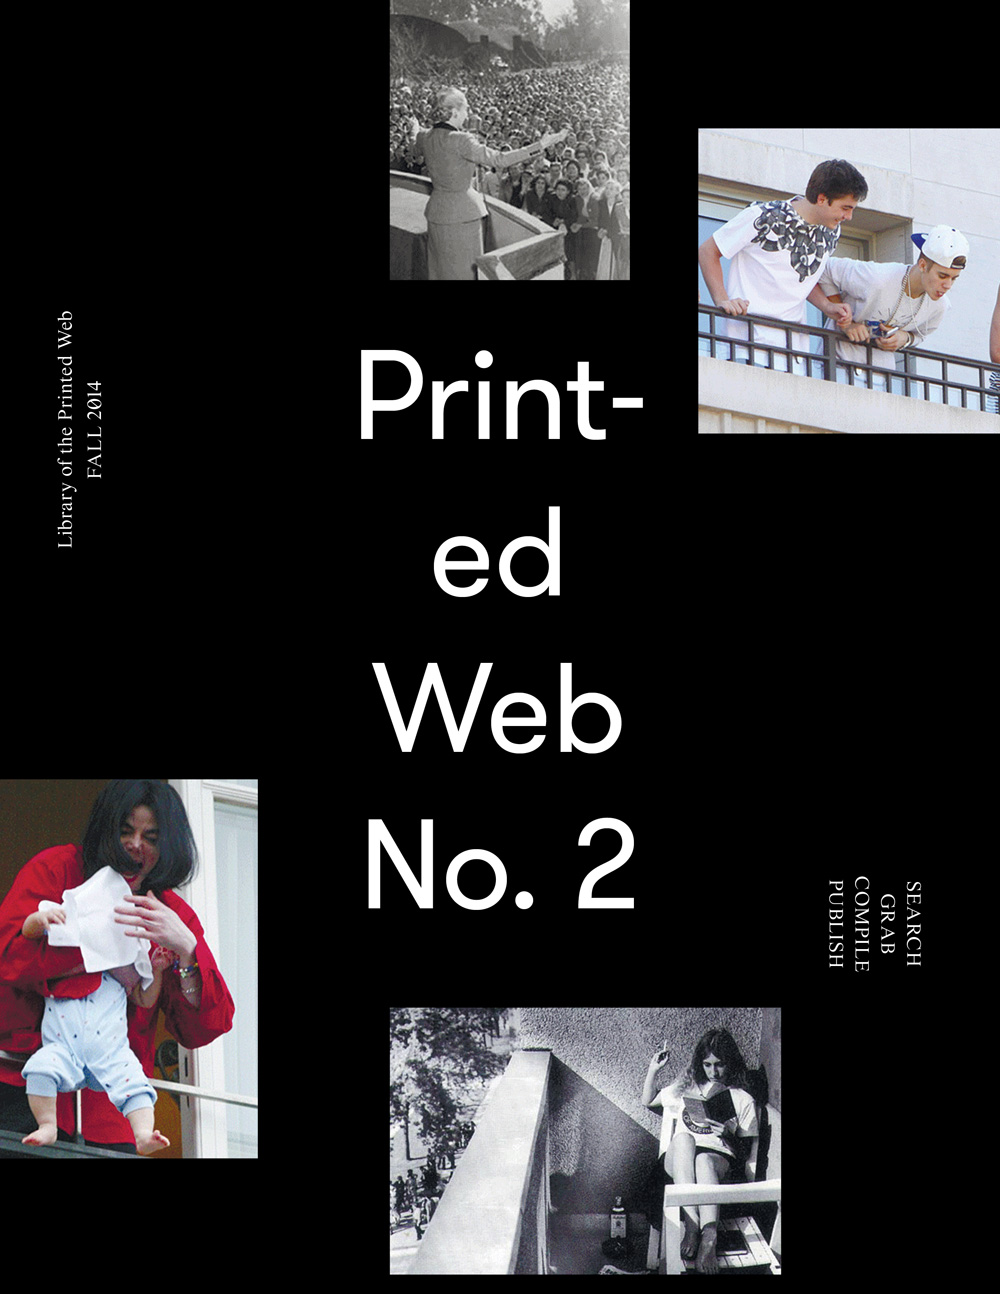 Library of the Printed Web
FALL 2014
Print-
ed
Web
No. 2
SEARCH
GRAB
COMPILE
PUBLISH